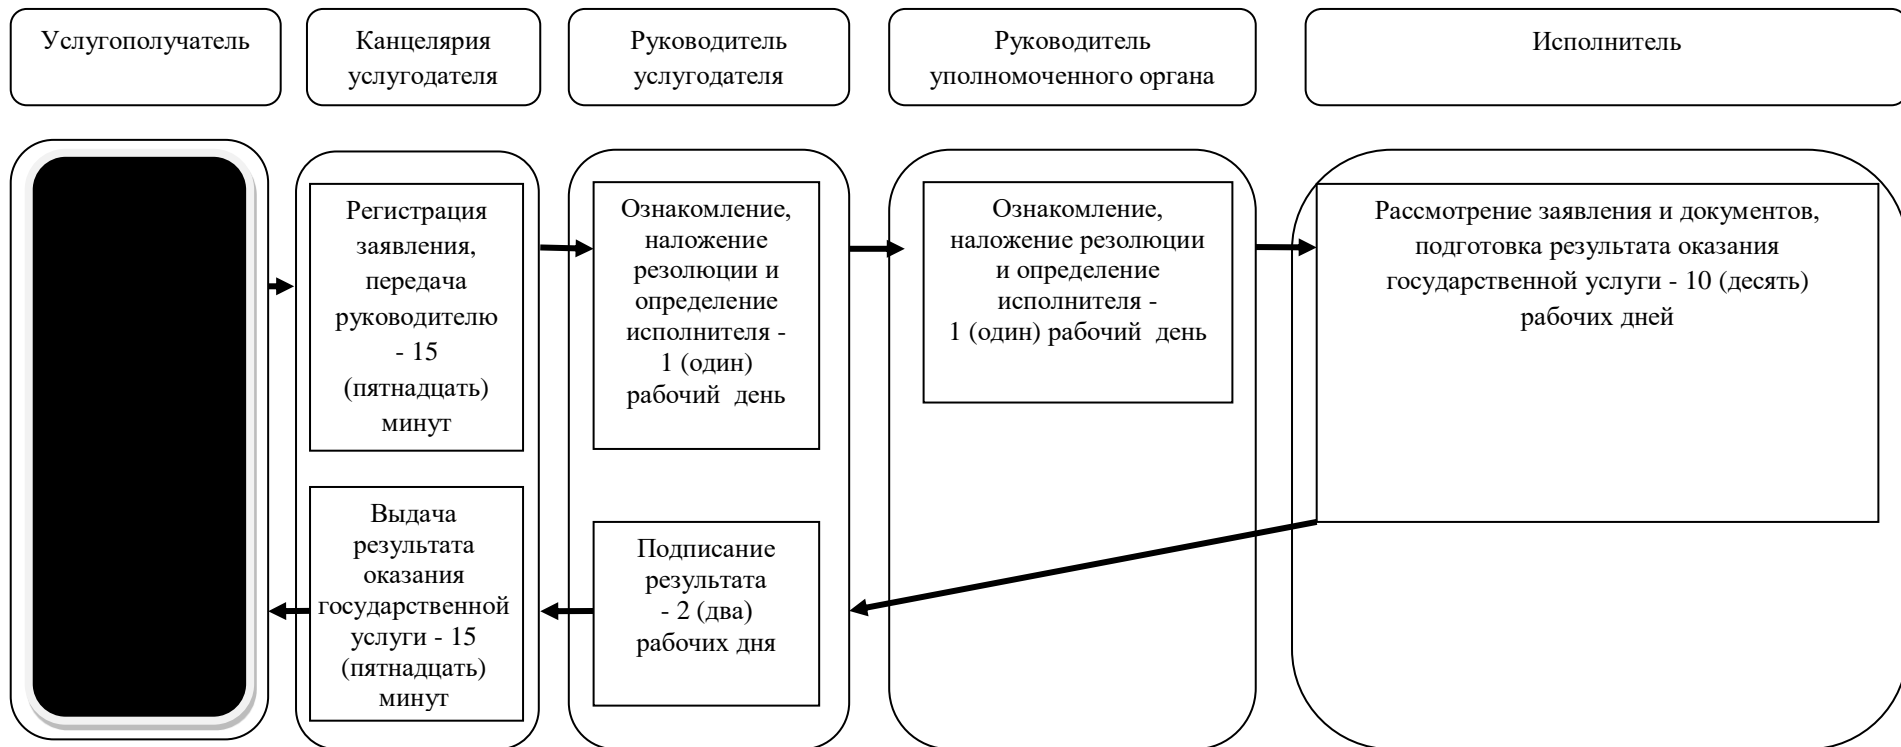 Услугополучатель
Канцелярия
услугодателя
Руководитель
услугодателя
Руководитель
уполномоченного органа
Исполнитель
Регистрация
заявления,
передача
руководителю
- 15
(пятнадцать)
минут
Ознакомление,
наложение
резолюции и
определение
исполнителя -
1 (один)
рабочий день
Ознакомление,
наложение резолюции
и определение
исполнителя -
1 (один) рабочий день
Рассмотрение заявления и документов,
подготовка результата оказания
государственной услуги - 10 (десять)
рабочих дней
Выдача
результата
оказания
государственной
услуги - 15
(пятнадцать)
минут
Подписание
результата
- 2 (два)
рабочих дня